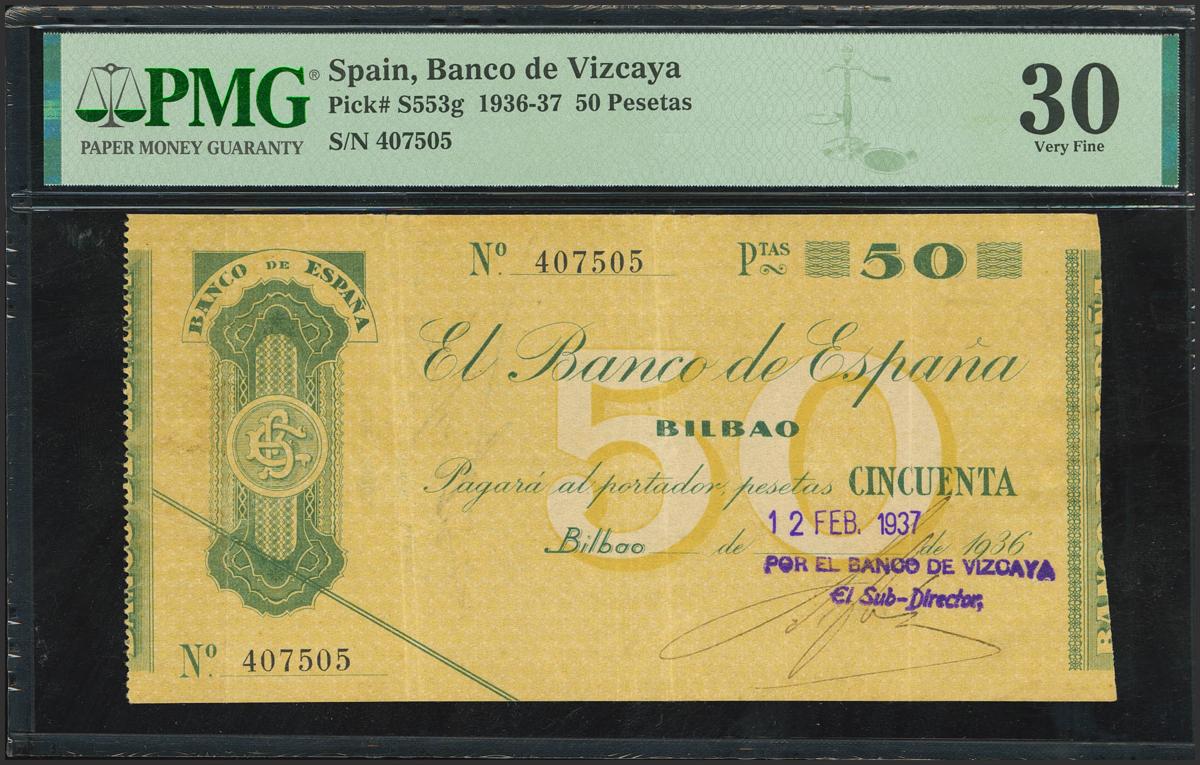 PMG®
PAPER MONEY GUARANTY
Spain, Banco de Vizcaya
Pick# S553g 1936-37 50 Pesetas
S/N 407505
30
Very Fine
BANCO DE ESPAÑA
Nº. 407505
PTAS 50
El Banco de España
50
BILBAO
Pagará al portador, pesetas CINCUENTA
12 FEB. 1937
Bilbao de de 1936
POR EL BANCO DE VIZCAYA
El Sub-Director,
Nº. 407505